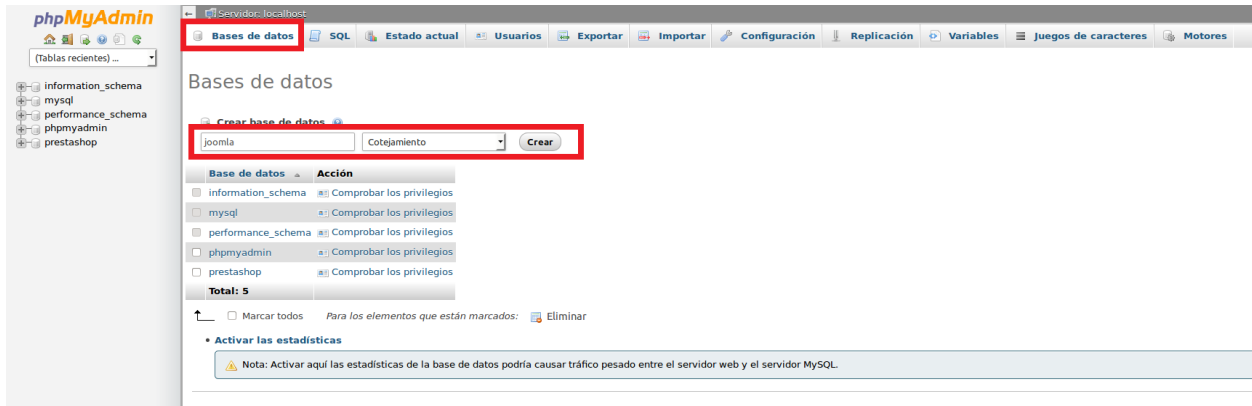 phpMyAdmin
(Tablas recientes) ...
information_schema
mysql
performance_schema
phpmyadmin
prestashop
Servidor: localhost
Bases de datos SQL Estado actual Usuarios Exportar Importar Configuración Replicación Variables Juegos de caracteres Motores
Bases de datos
Crear base de datos
joomla Cotejamiento Crear
Base de datos Acción
information_schema Comprobar los privilegios
mysql Comprobar los privilegios
performance_schema Comprobar los privilegios
phpmyadmin Comprobar los privilegios
prestashop Comprobar los privilegios
Total: 5
Marcar todos Para los elementos que están marcados: Eliminar
Activar las estadísticas
Nota: Activar aquí las estadísticas de la base de datos podría causar tráfico pesado entre el servidor web y el servidor MySQL.